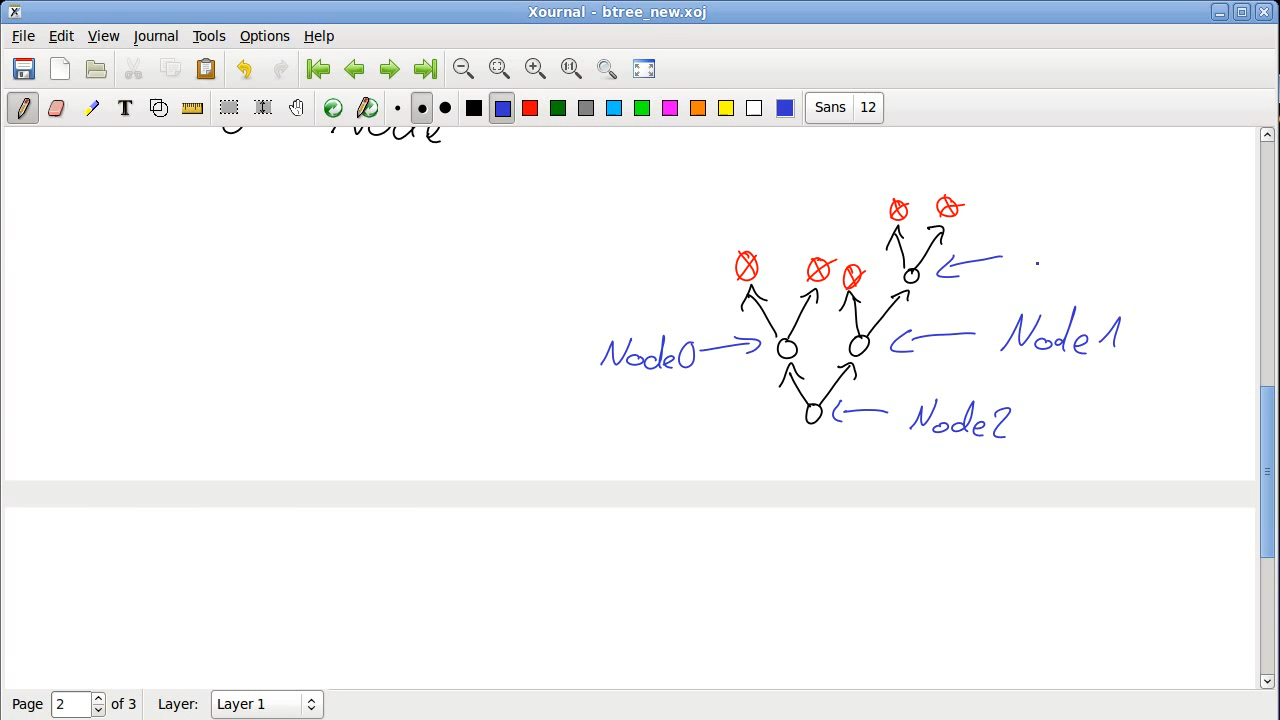 Xournal - btree_new.xoj
File Edit View Journal Tools Options Help
Sans 12
Node
Node0
Node1
Node2
Page 2 of 3 Layer: Layer 1